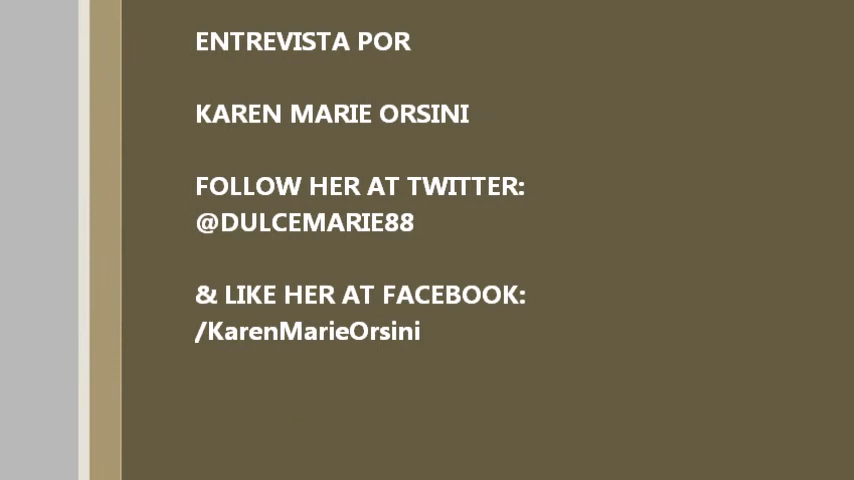 ENTREVISTA POR
KAREN MARIE ORSINI
FOLLOW HER AT TWITTER:
@DULCEMARIE88
& LIKE HER AT FACEBOOK:
/KarenMarieOrsini